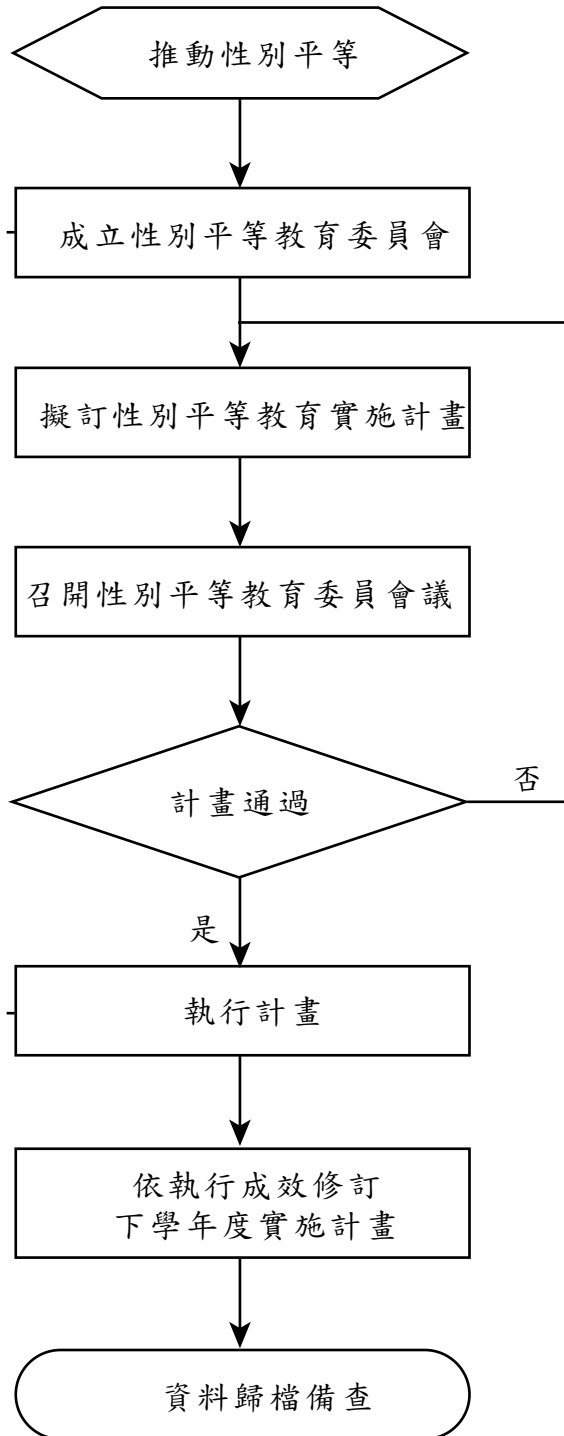 推動性別平等
成立性別平等教育委員會
擬訂性別平等教育實施計畫
召開性別平等教育委員會議
計畫通過
否
是
執行計畫
依執行成效修訂
下學年度實施計畫
資料歸檔備查